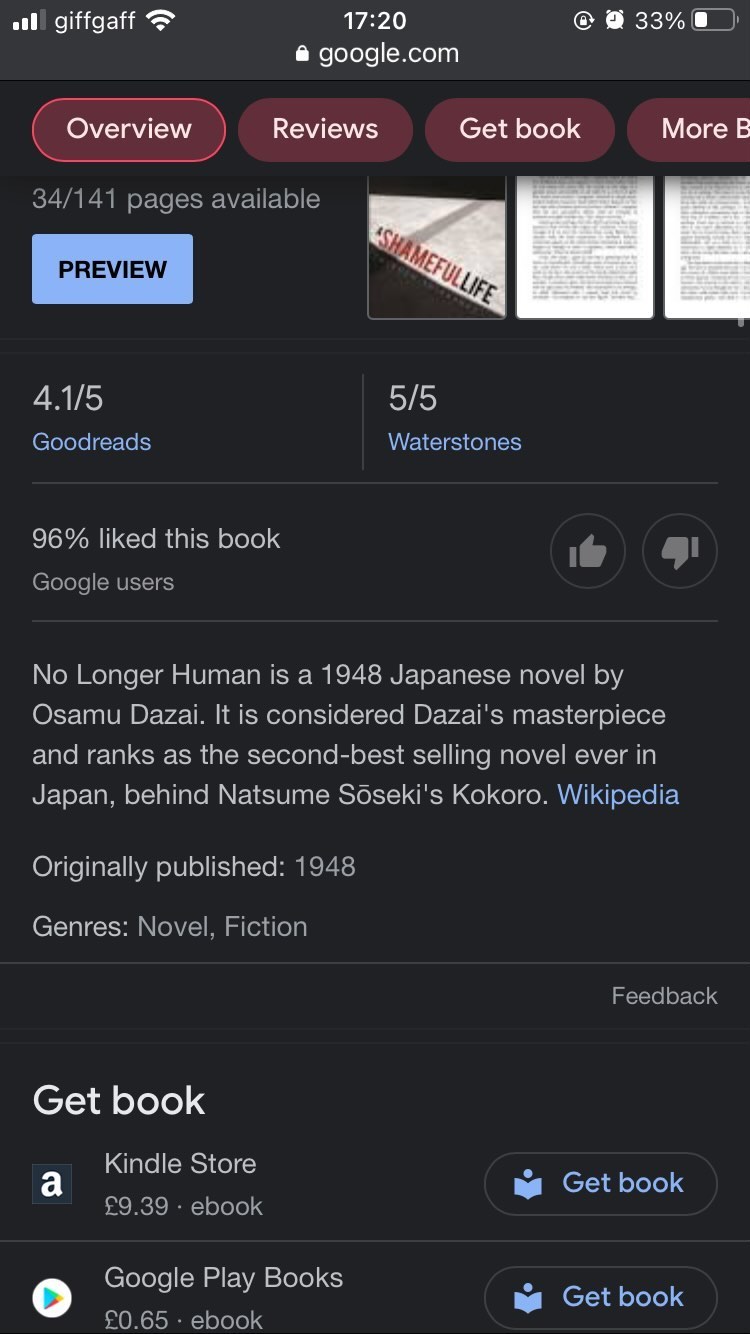 giffgaff 17:20 33%
google.com
Overview Reviews Get book More B
34/141 pages available
PREVIEW
A SHAMEFUL LIFE
4.1/5
Goodreads
5/5
Waterstones
96% liked this book
Google users
No Longer Human is a 1948 Japanese novel by
Osamu Dazai. It is considered Dazai's masterpiece
and ranks as the second-best selling novel ever in
Japan, behind Natsume Sōseki's Kokoro. Wikipedia
Originally published: 1948
Genres: Novel, Fiction
Feedback
Get book
Kindle Store
£9.39 · ebook
Get book
Google Play Books
£0.65 · ebook
Get book